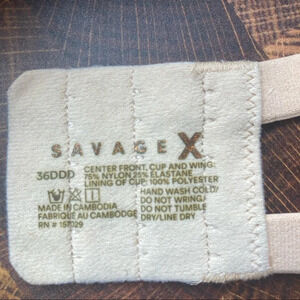 SAVAGE X
CENTER FRONT, CUP AND WING:
36DDD 75% NYLON 25% ELASTANE
LINING OF CUP: 100% POLYESTER
HAND WASH COLD/
MADE IN CAMBODIA DO NOT WRING/
FABRIQUE AU CAMBODGE DO NOT TUMBLE
RN # 157029 DRY/LINE DRY